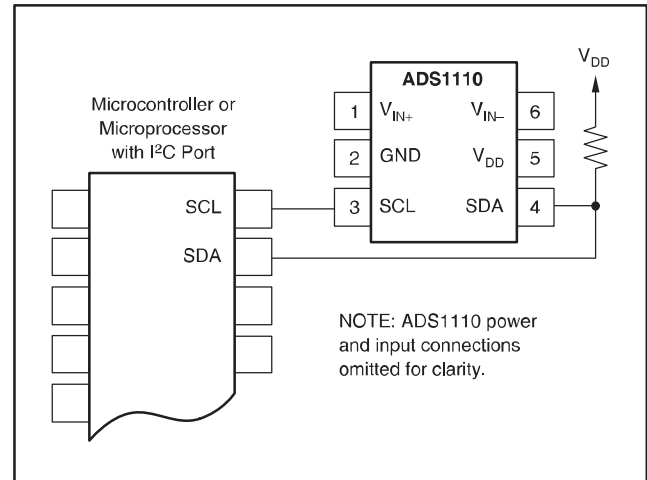 Microcontroller or
Microprocessor
with I²C Port
SCL
SDA
ADS1110
1 V_IN+ V_IN– 6
2 GND V_DD 5
3 SCL SDA 4
V_DD
NOTE: ADS1110 power
and input connections
omitted for clarity.